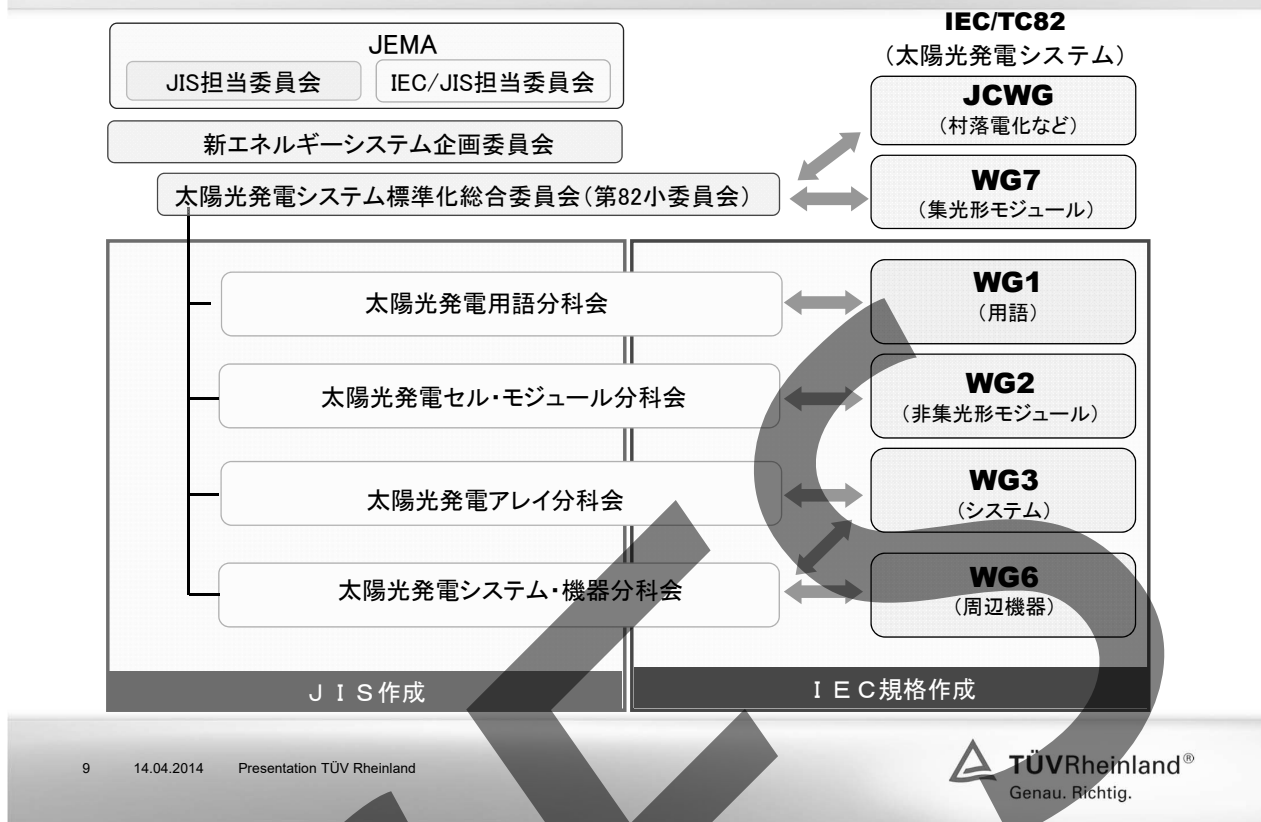 JEMA
JIS担当委員会
IEC/JIS担当委員会
新エネルギーシステム企画委員会
太陽光発電システム標準化総合委員会(第82小委員会)
IEC/TC82
(太陽光発電システム)
JCWG
(村落電化など)
WG7
(集光形モジュール)
太陽光発電用語分科会
WG1
(用語)
太陽光発電セル・モジュール分科会
WG2
(非集光形モジュール)
太陽光発電アレイ分科会
WG3
(システム)
太陽光発電システム・機器分科会
WG6
(周辺機器)
JIS作成
IEC規格作成
9 14.04.2014 Presentation TÜV Rheinland
TÜVRheinland®
Genau. Richtig.